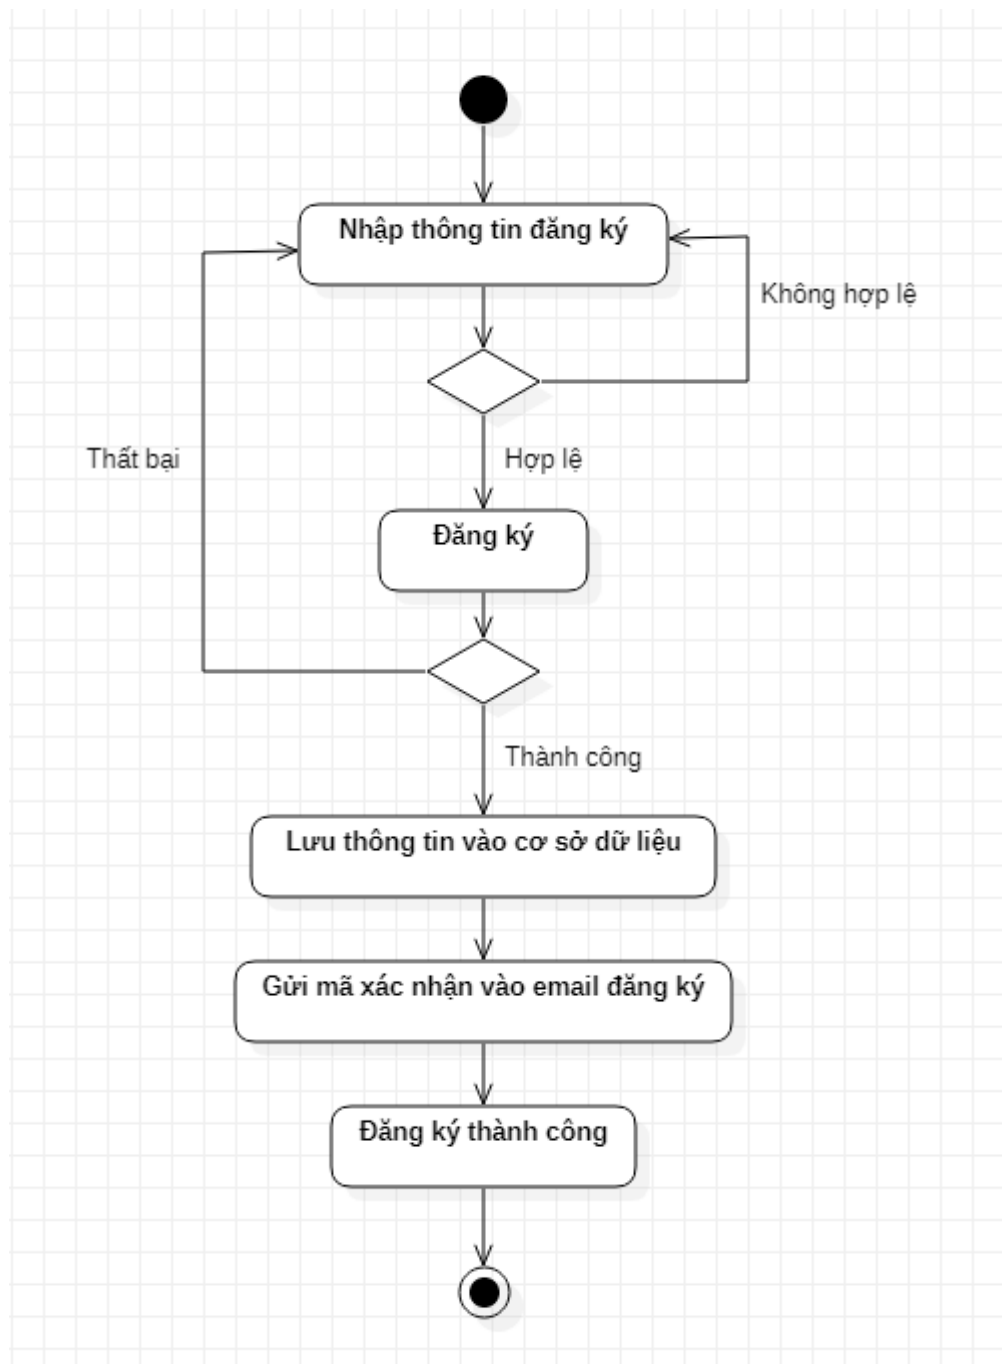 Nhập thông tin đăng ký
Không hợp lệ
Thất bại
Hợp lệ
Đăng ký
Thành công
Lưu thông tin vào cơ sở dữ liệu
Gửi mã xác nhận vào email đăng ký
Đăng ký thành công